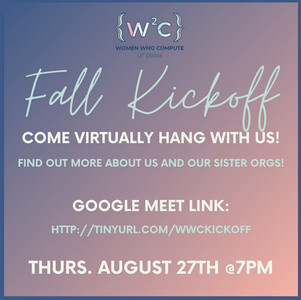 {W²C}
WOMEN WHO COMPUTE
UT Dallas
Fall Kickoff
COME VIRTUALLY HANG WITH US!
FIND OUT MORE ABOUT US AND OUR SISTER ORGS!
GOOGLE MEET LINK:
HTTP://TINYURL.COM/WWCKICKOFF
THURS. AUGUST 27TH @7PM